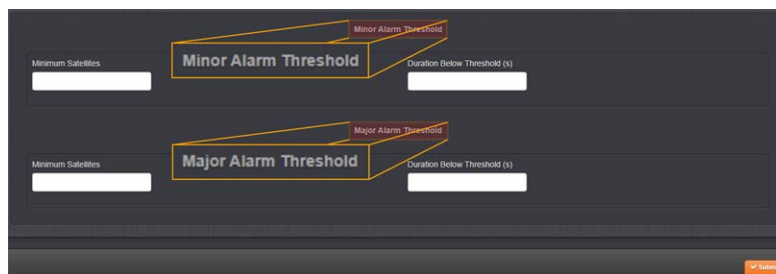 Minor Alarm Threshold
Minor Alarm Threshold
Minimum Satellites
Duration Below Threshold (s)
Major Alarm Threshold
Major Alarm Threshold
Minimum Satellites
Duration Below Threshold (s)